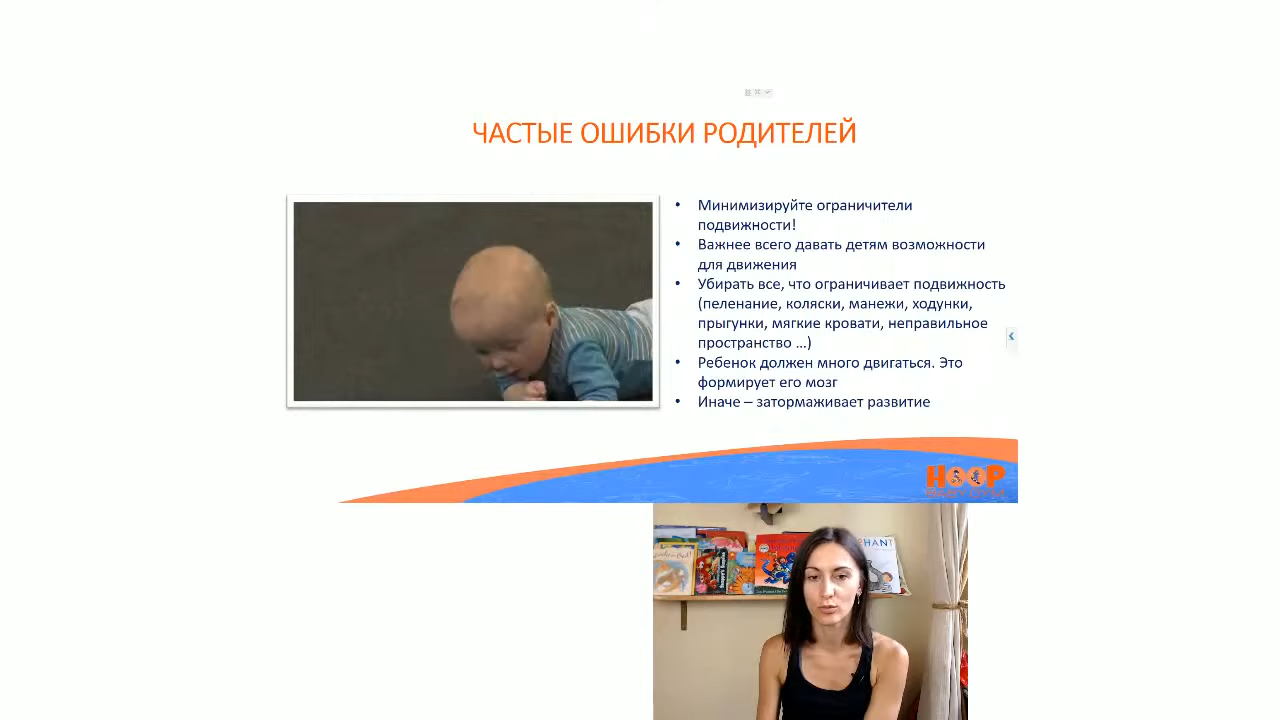 ЧАСТЫЕ ОШИБКИ РОДИТЕЛЕЙ
• Минимизируйте ограничители
подвижности!
• Важнее всего давать детям возможности
для движения
• Убирать все, что ограничивает подвижность
(пеленание, коляски, манежи, ходунки,
прыгунки, мягкие кровати, неправильное
пространство …)
• Ребенок должен много двигаться. Это
формирует его мозг
• Иначе – затормаживает развитие
HOOP
BABY GYM